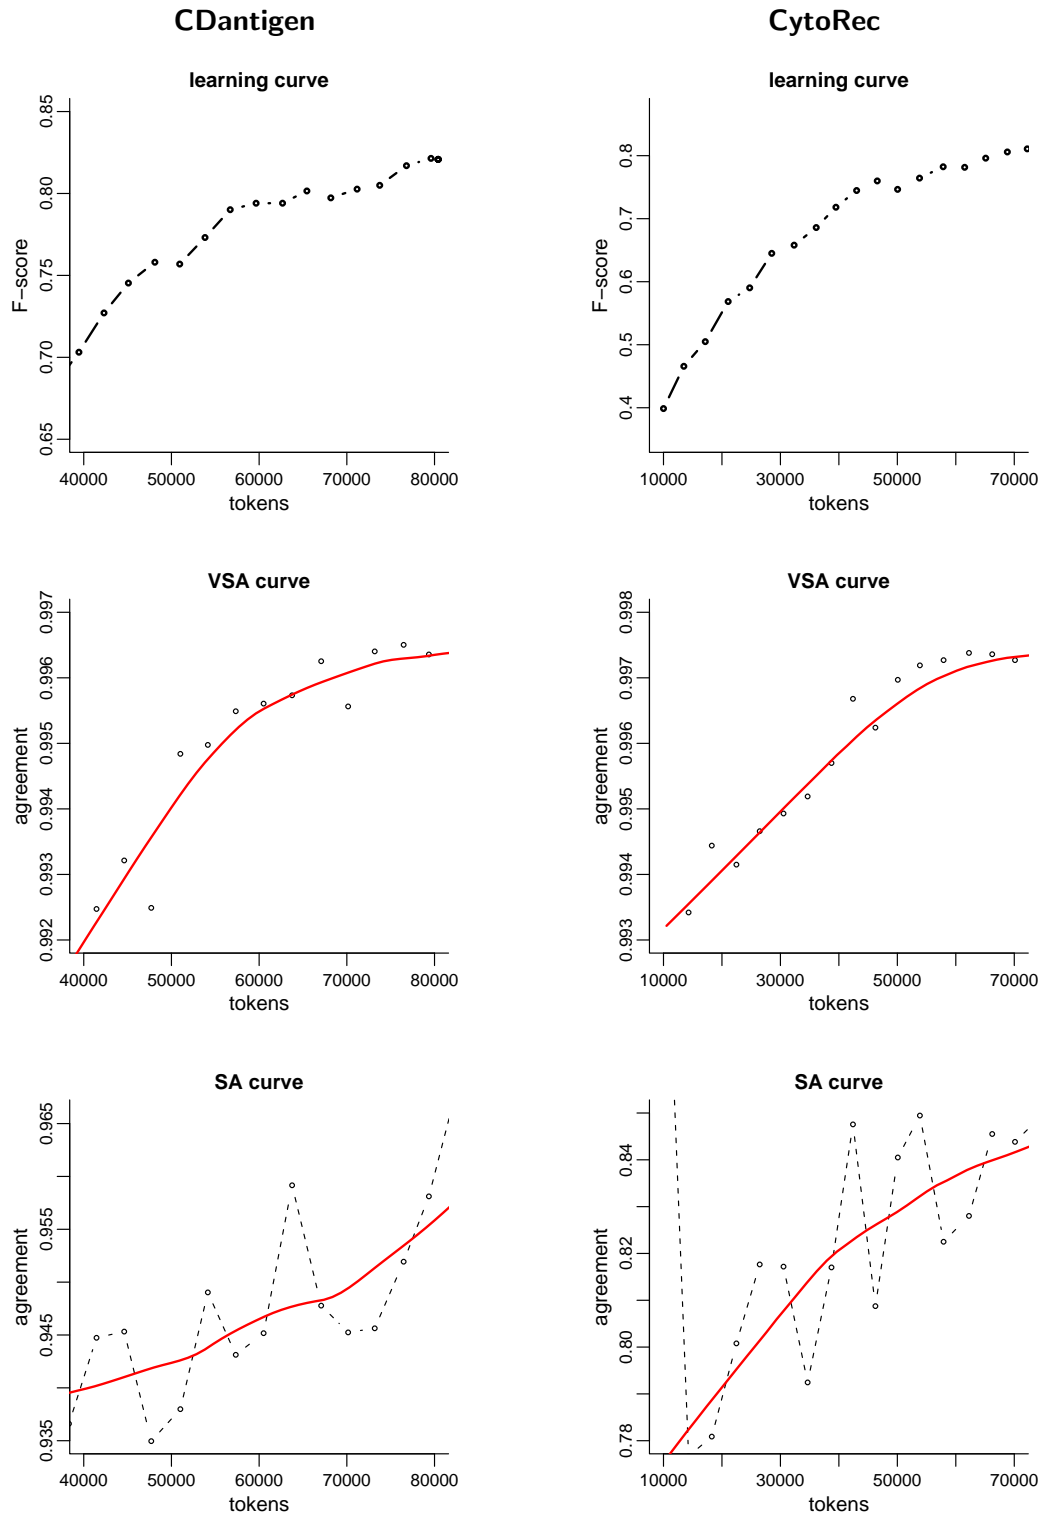 CDantigen CytoRec
learning curve
F−score
0.65 0.70 0.75 0.80 0.85
40000 50000 60000 70000 80000
tokens
learning curve
F−score
0.4 0.5 0.6 0.7 0.8
10000 30000 50000 70000
tokens
VSA curve
agreement
0.992 0.993 0.994 0.995 0.996 0.997
40000 50000 60000 70000 80000
tokens
VSA curve
agreement
0.993 0.994 0.995 0.996 0.997 0.998
10000 30000 50000 70000
tokens
SA curve
agreement
0.935 0.945 0.955 0.965
40000 50000 60000 70000 80000
tokens
SA curve
agreement
0.78 0.80 0.82 0.84
10000 30000 50000 70000
tokens